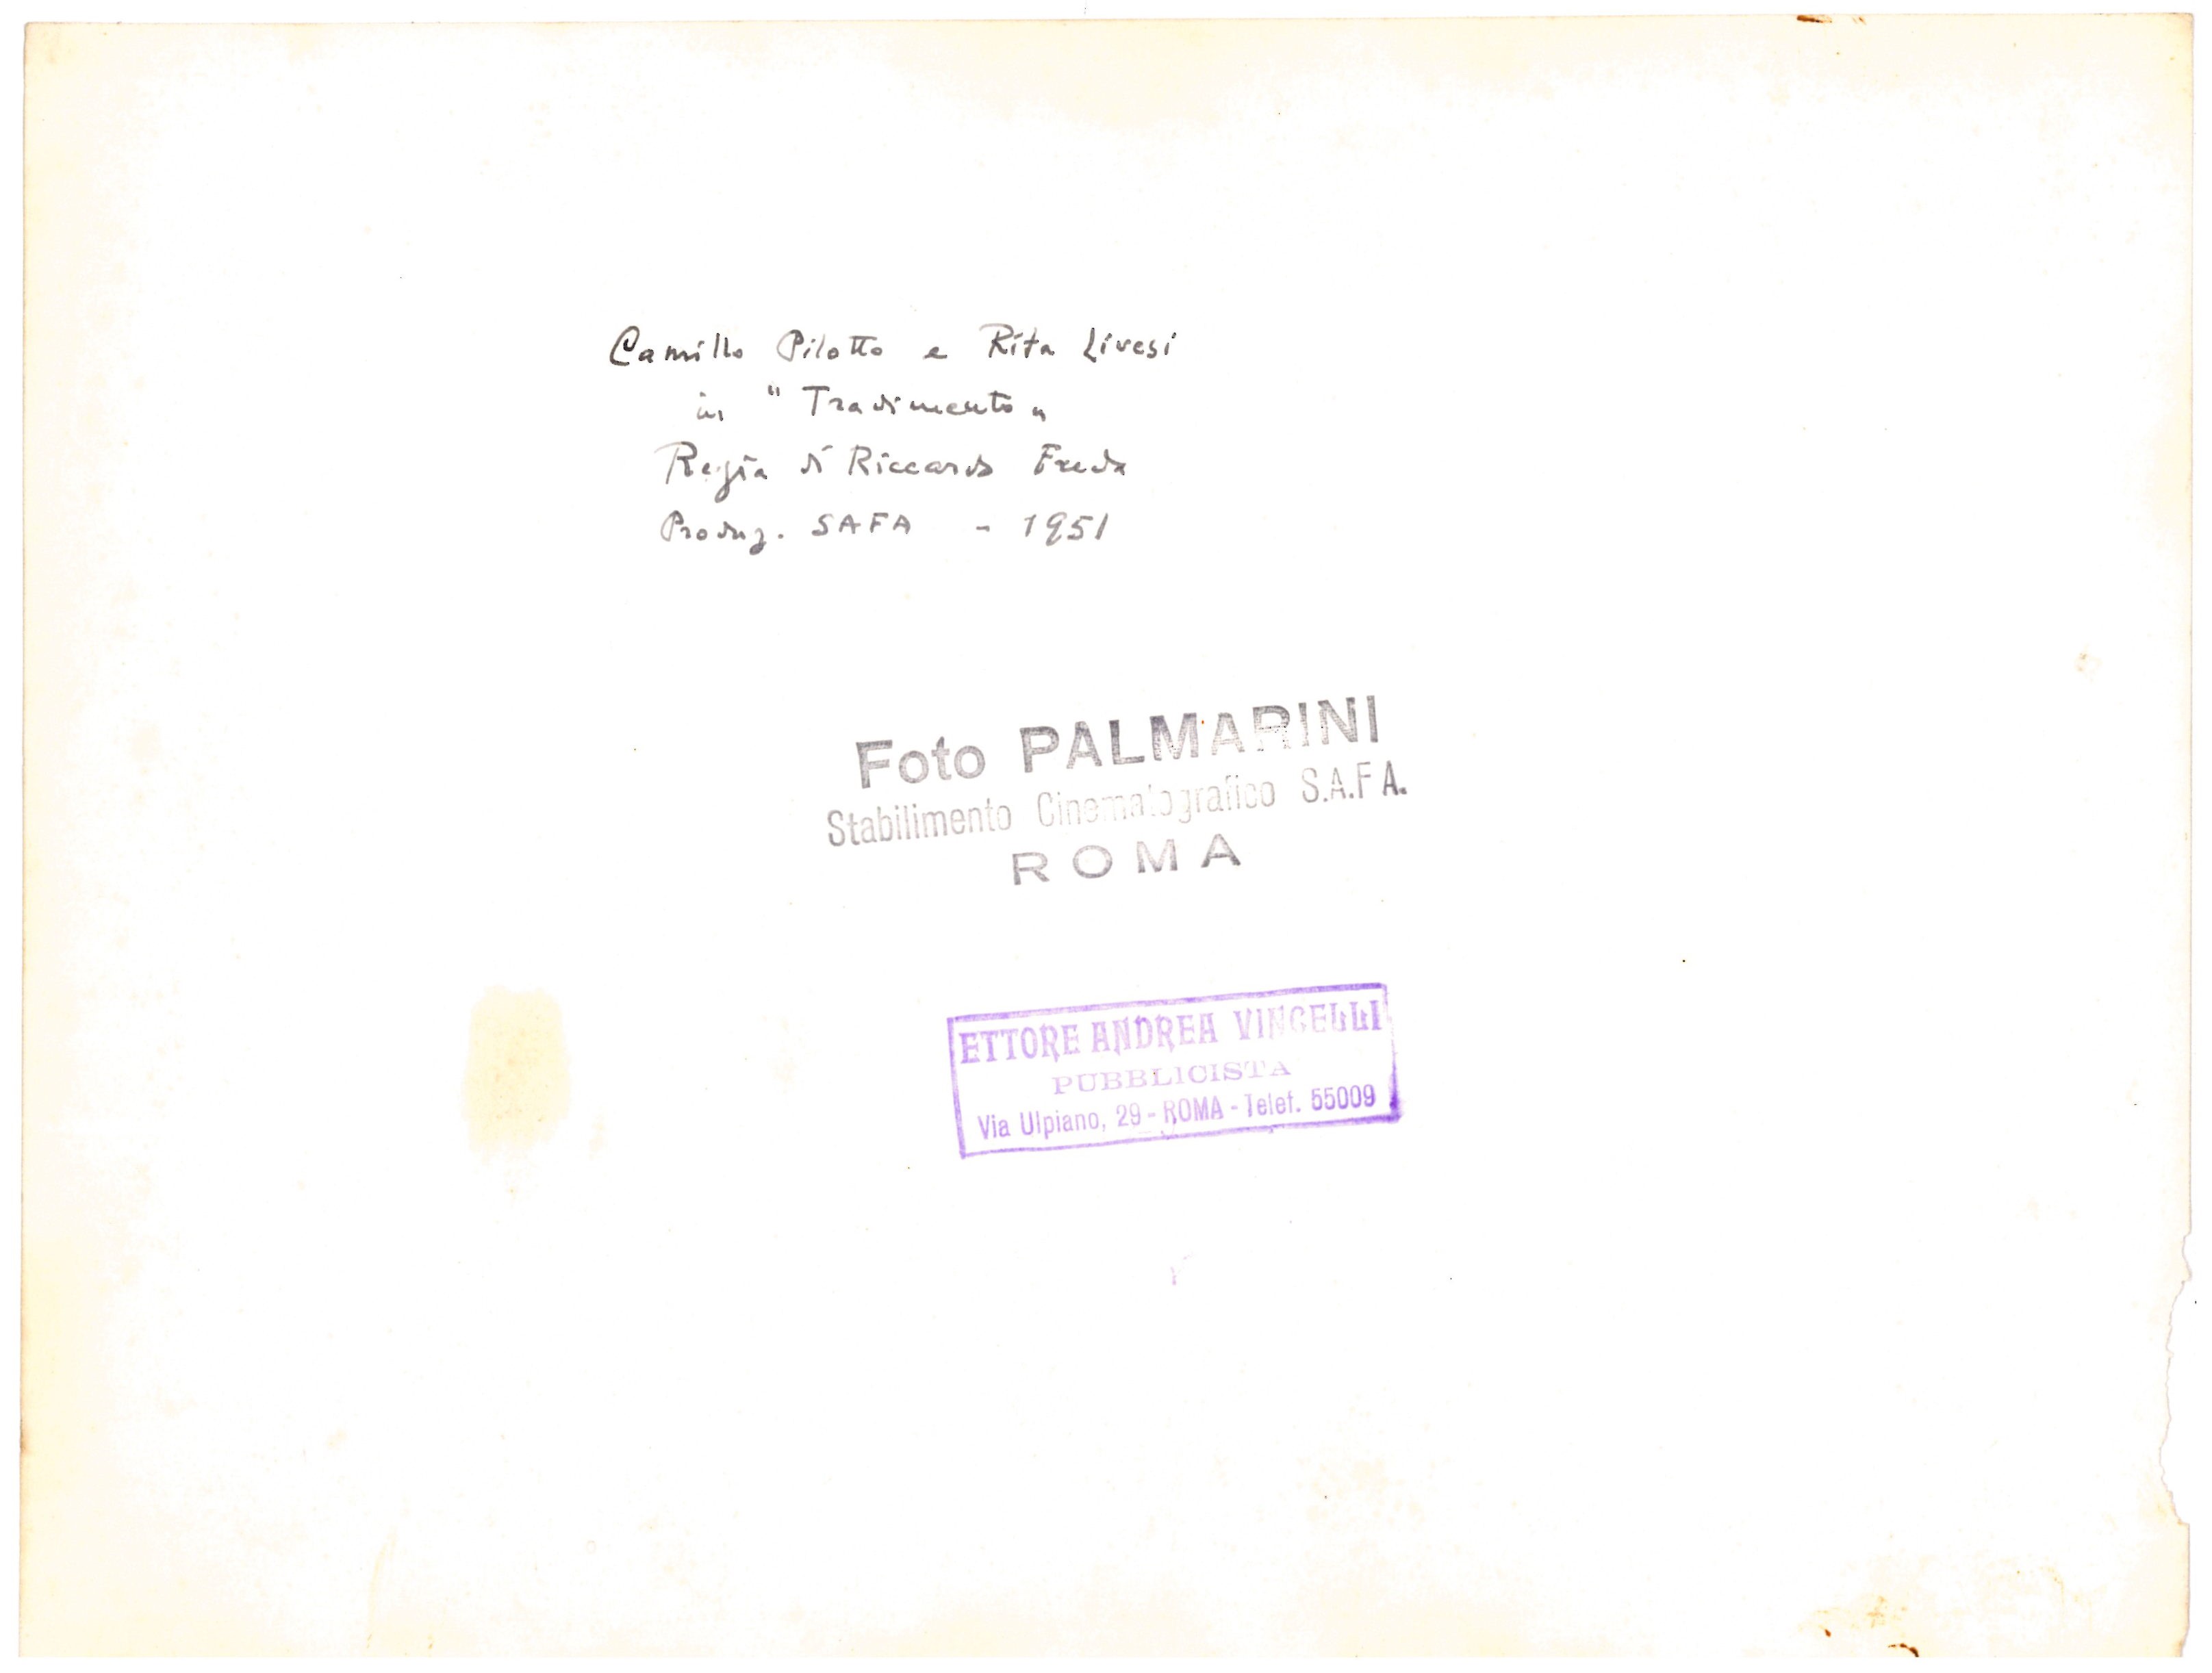 Camillo Pilotto e Rita Livesi
in "Tradimento"
Regia di Riccardo Freda
Produz. SAFA - 1951
Foto PALMARINI
Stabilimento Cinematografico S.A.F.A.
ROMA
ETTORE ANDREA VINCELLI
PUBBLICISTA
Via Ulpiano, 29 - ROMA - Telef. 55009